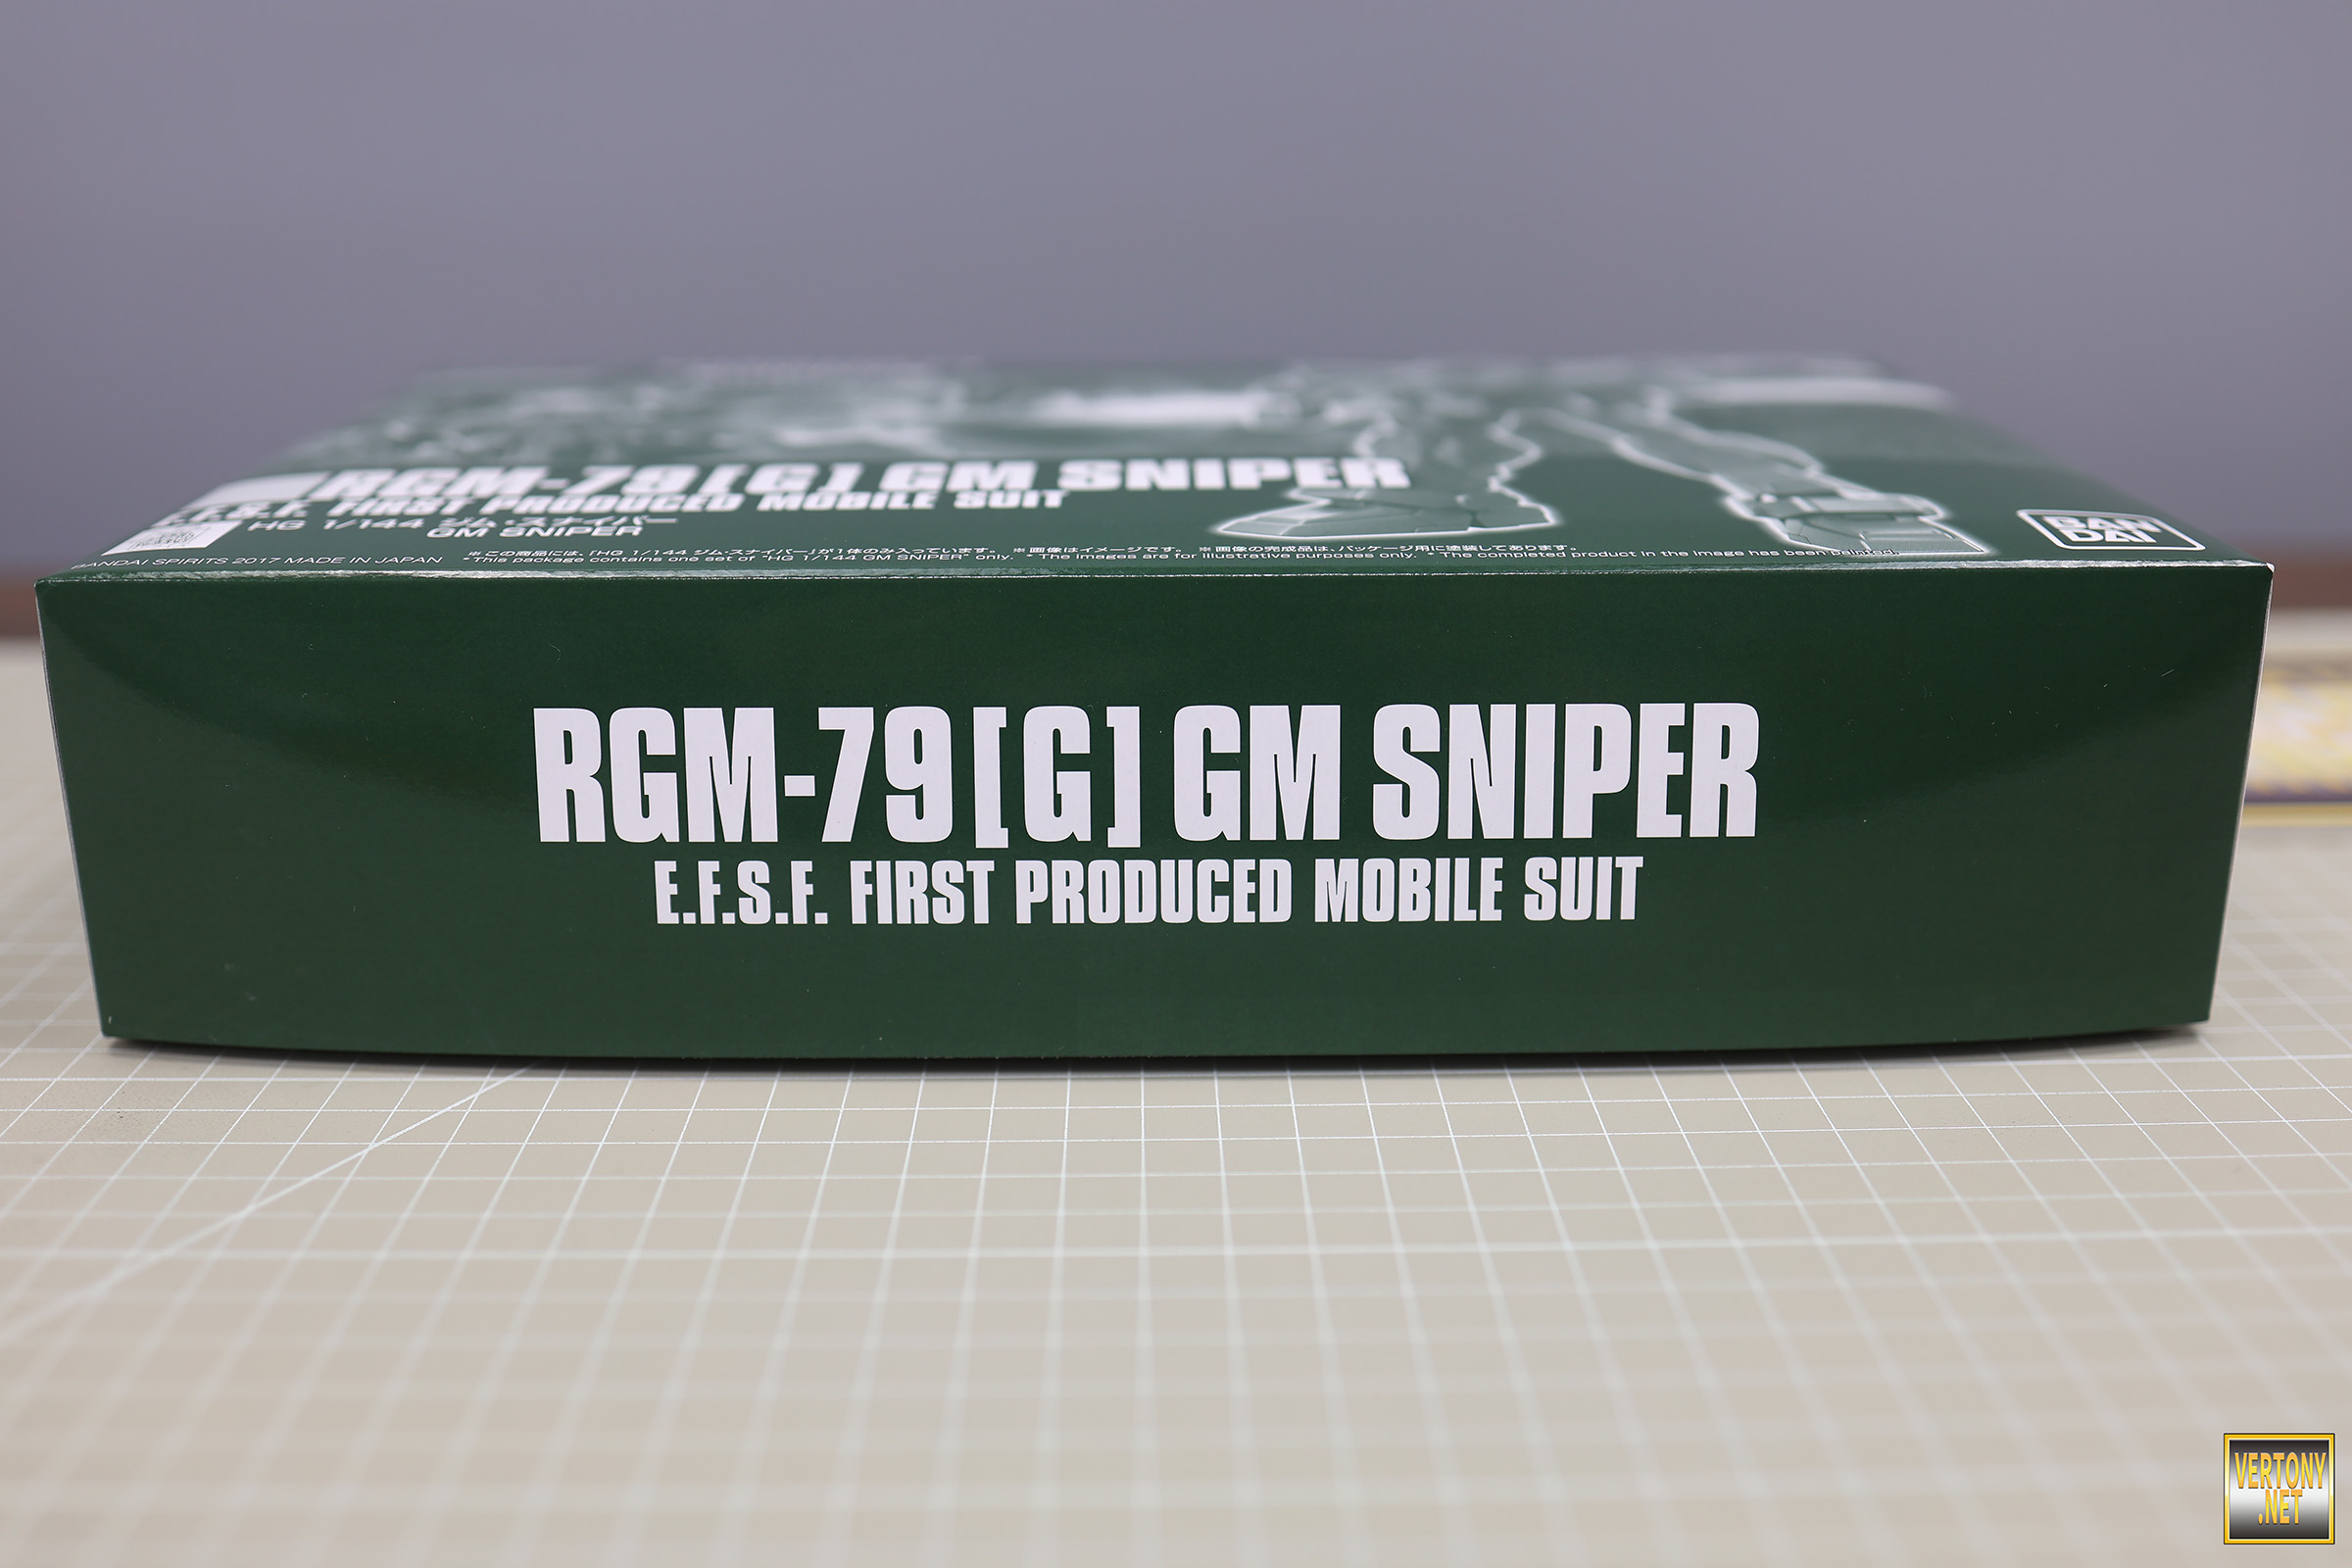 RGM-79[G] GM SNIPER
E.F.S.F. FIRST PRODUCED MOBILE SUIT
HG 1/144 ジム・スナイパー
GM SNIPER
BANDAI SPIRITS 2017 MADE IN JAPAN
※この商品には、「HG 1/144 ジム・スナイパー」が1体のみ入っています。 ※画像はイメージです。 ※画像の完成品は、パッケージ用に塗装してあります。
*This package contains one set of "HG 1/144 GM SNIPER" only. *The images are for illustrative purposes only. *The completed product in the image has been painted.
BAN
DAI
RGM-79[G] GM SNIPER
E.F.S.F. FIRST PRODUCED MOBILE SUIT
VERTONY
.NET